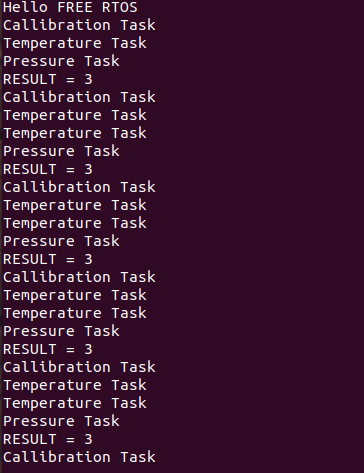 Hello FREE RTOS
Callibration Task
Temperature Task
Pressure Task
RESULT = 3
Callibration Task
Temperature Task
Temperature Task
Pressure Task
RESULT = 3
Callibration Task
Temperature Task
Temperature Task
Pressure Task
RESULT = 3
Callibration Task
Temperature Task
Temperature Task
Pressure Task
RESULT = 3
Callibration Task
Temperature Task
Temperature Task
Pressure Task
RESULT = 3
Callibration Task